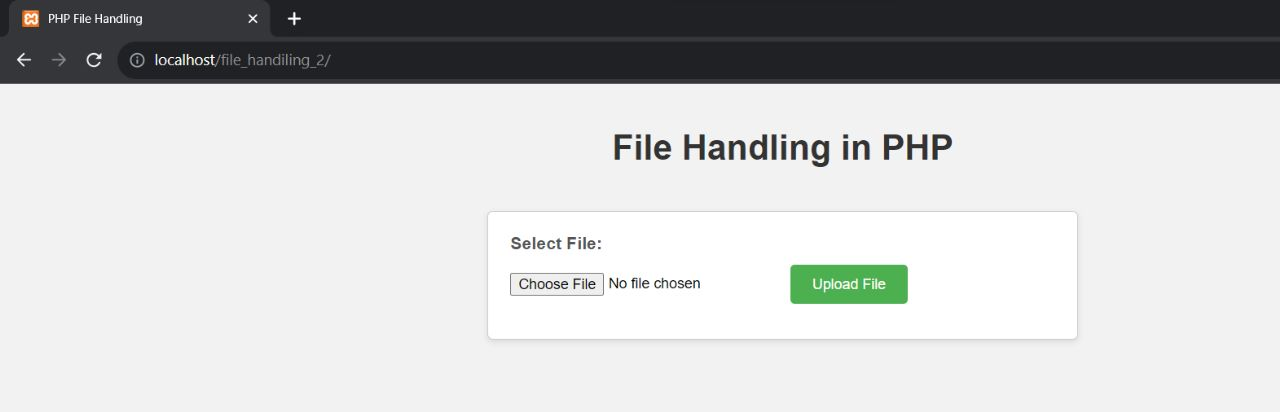 PHP File Handling
localhost/file_handiling_2/
File Handling in PHP
Select File:
Choose File No file chosen Upload File